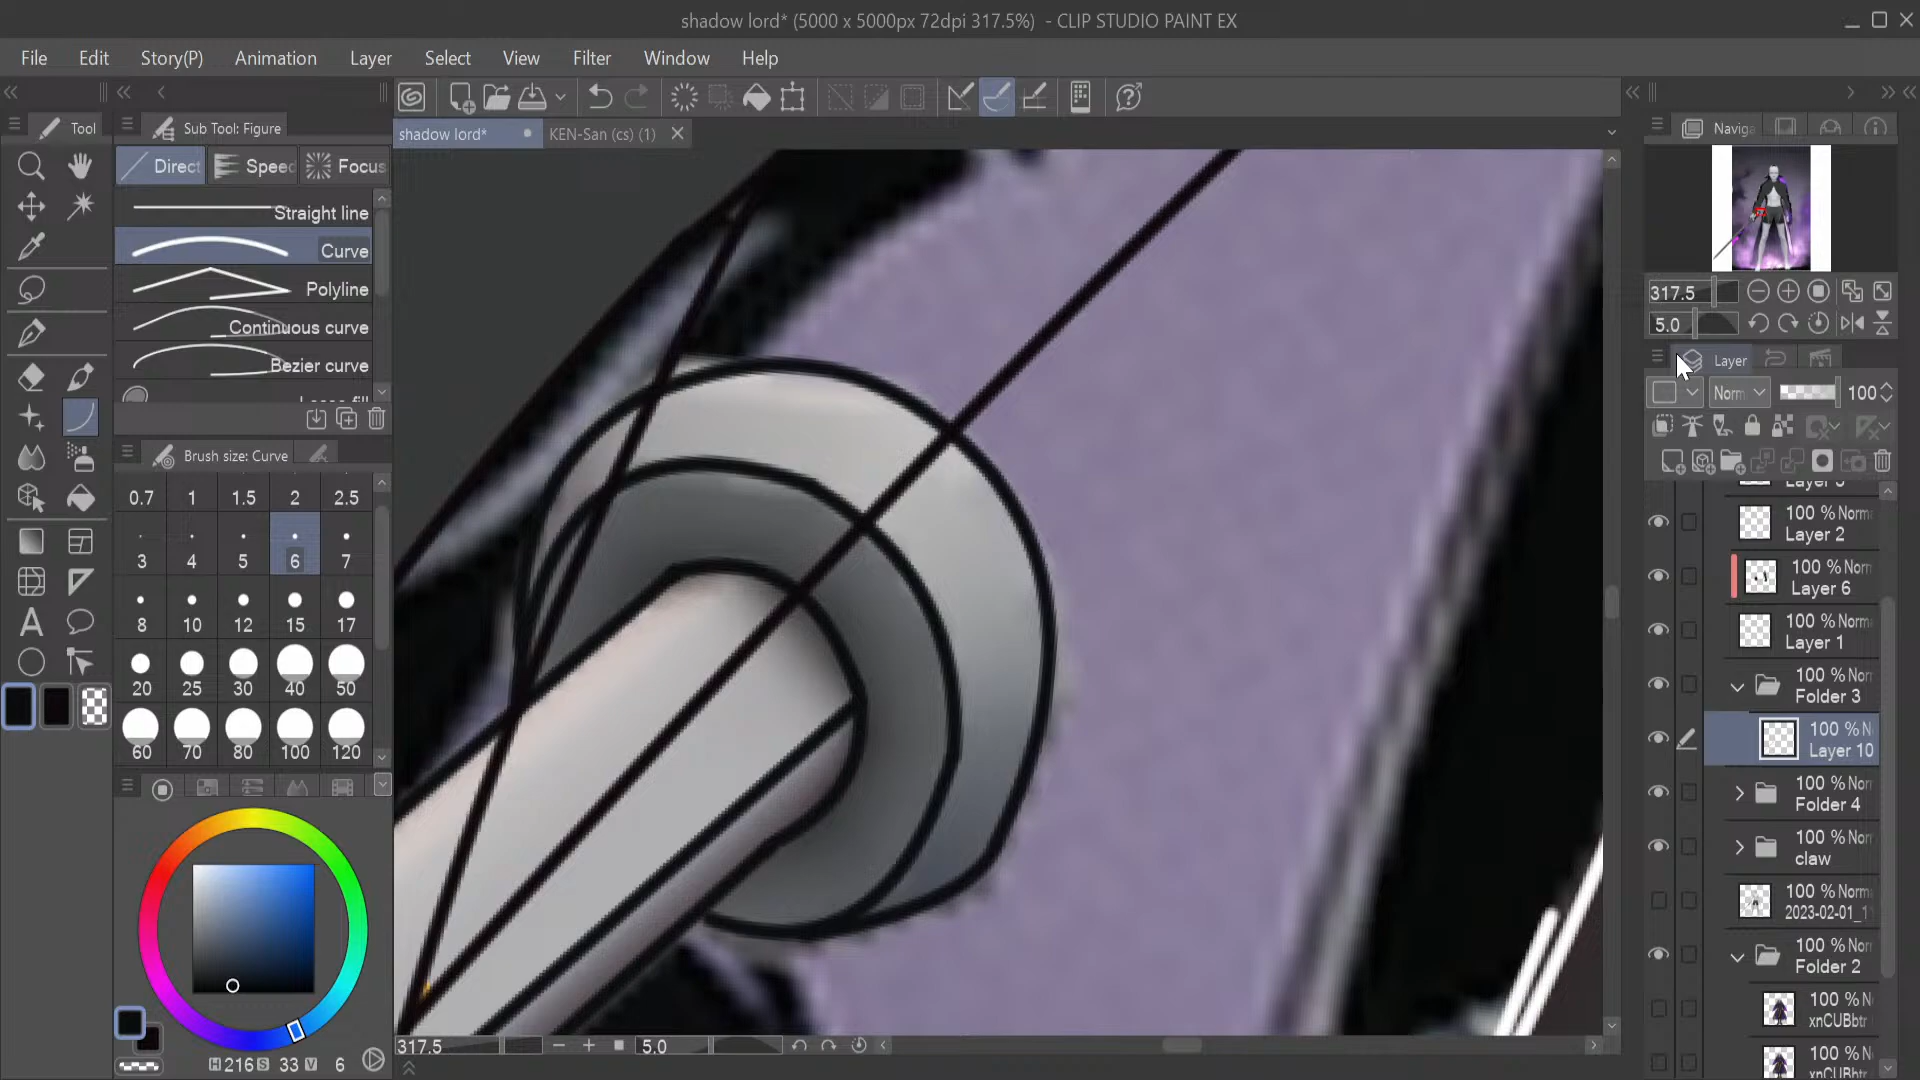 shadow lord* (5000 x 5000px 72dpi 317.5%) - CLIP STUDIO PAINT EX
File Edit Story(P) Animation Layer Select View Filter Window Help
Tool
Sub Tool: Figure
shadow lord*
KEN-San (cs) (1)
Direct
Speed
Focus
Straight line
Curve
Polyline
Continuous curve
Bezier curve
Brush size: Curve
0.7 1 1.5 2 2.5
3 4 5 6 7
8 10 12 15 17
20 25 30 40 50
60 70 80 100 120
H 216 S 33 V 6
317.5
5.0
Naviga
317.5
5.0
Layer
Norm
100
100 % Norm
Layer 2
100 % Norm
Layer 6
100 % Norm
Layer 1
100 % Nor
Folder 3
100 % N
Layer 10
100 % Nor
Folder 4
100 % Nor
claw
100 % Norm
2023-02-01_1
100 % Nor
Folder 2
100 % N
xnCUBbtr
100 % N
xnCUBbtr